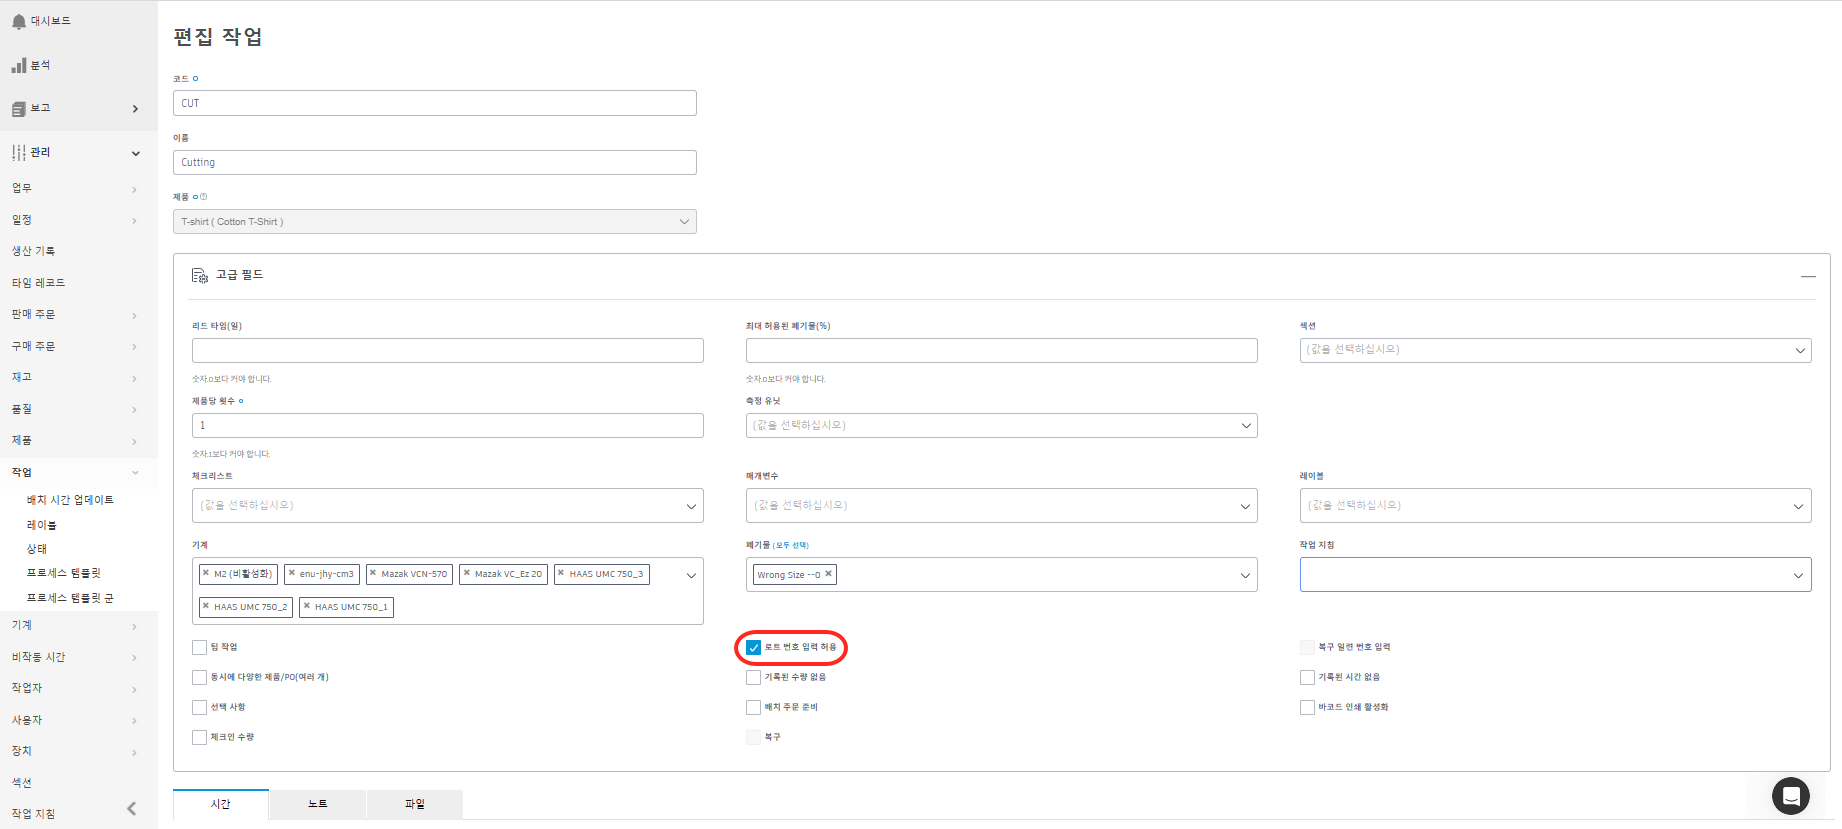 대시보드
분석
보고
관리
업무
일정
생산 기록
타임 레코드
판매 주문
구매 주문
재고
품질
제품
작업
배치 시간 업데이트
레이블
상태
프로세스 템플릿
프로세스 템플릿 군
기계
비작동 시간
작업자
사용자
장치
섹션
작업 지침
편집 작업
코드
CUT
이름
Cutting
제품
T-shirt ( Cotton T-Shirt )
고급 필드
리드 타임(일) 최대 허용된 폐기물(%) 섹션
(값을 선택하십시오)
숫자.0보다 커야 합니다. 숫자.0보다 커야 합니다.
제품당 횟수 측정 유닛
1 (값을 선택하십시오)
숫자.1보다 커야 합니다.
체크리스트 매개변수 레이블
(값을 선택하십시오) (값을 선택하십시오) (값을 선택하십시오)
기계 폐기물 (모두 선택) 작업 지침
× M2 (비활성화) × enu-jhy-cm3 × Mazak VCN-570 × Mazak VC_Ez 20 × HAAS UMC 750_3 Wrong Size --0 ×
× HAAS UMC 750_2 × HAAS UMC 750_1
팀 작업 로트 번호 입력 허용 복구 일련 번호 입력
동시에 다양한 제품/PO(여러 개) 기록된 수량 없음 기록된 시간 없음
선택 사항 배치 주문 준비 바코드 인쇄 활성화
체크인 수량 복구
시간 노트 파일